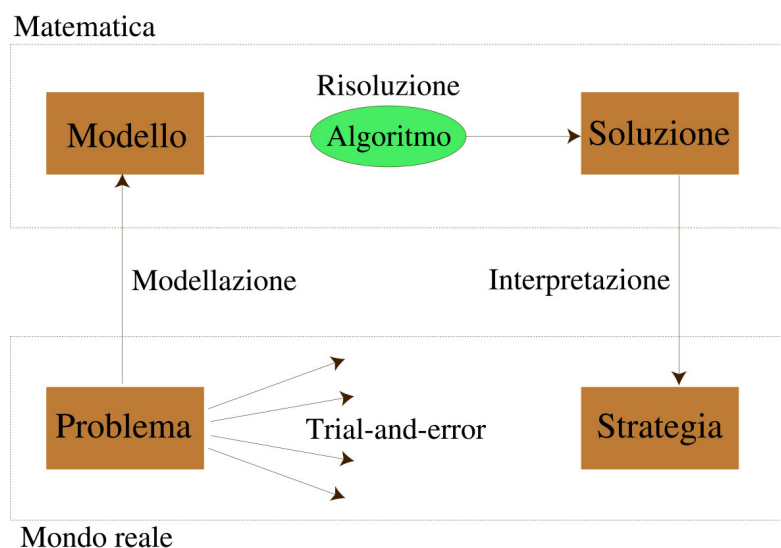 Matematica
Risoluzione
Modello
Algoritmo
Soluzione
Modellazione
Interpretazione
Problema
Trial-and-error
Strategia
Mondo reale